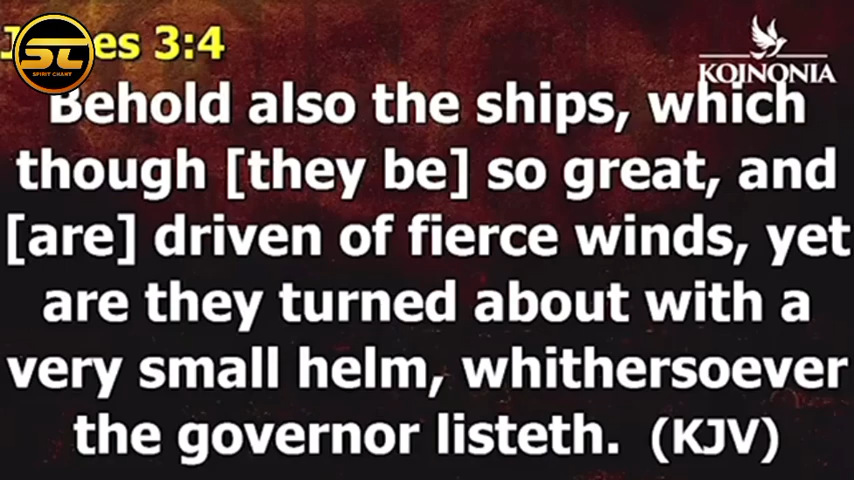 es 3:4
SC
SPIRIT CHANT
KOINONIA
Behold also the ships, which
though [they be] so great, and
[are] driven of fierce winds, yet
are they turned about with a
very small helm, whithersoever
the governor listeth. (KJV)